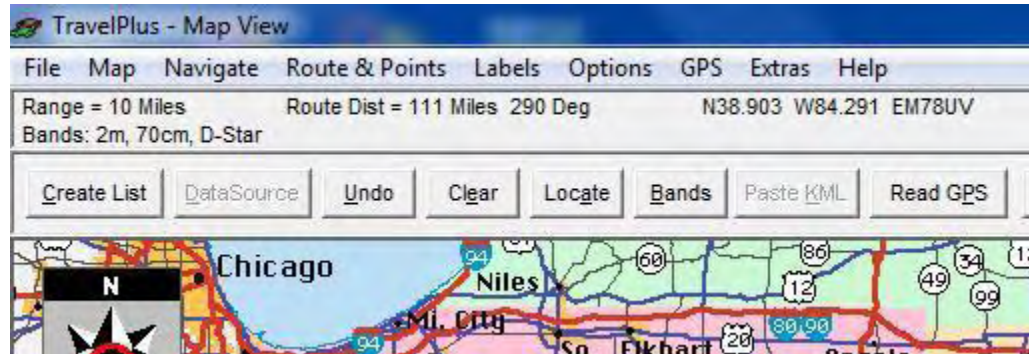 TravelPlus - Map View
File Map Navigate Route & Points Labels Options GPS Extras Help
Range = 10 Miles Route Dist = 111 Miles 290 Deg N38.903 W84.291 EM78UV
Bands: 2m, 70cm, D-Star
Create List DataSource Undo Clear Locate Bands Paste KML Read GPS
Chicago
94
60
86
34
N
Niles
12
49
99
Mi. City
80 90
94
So. Elkhart
20